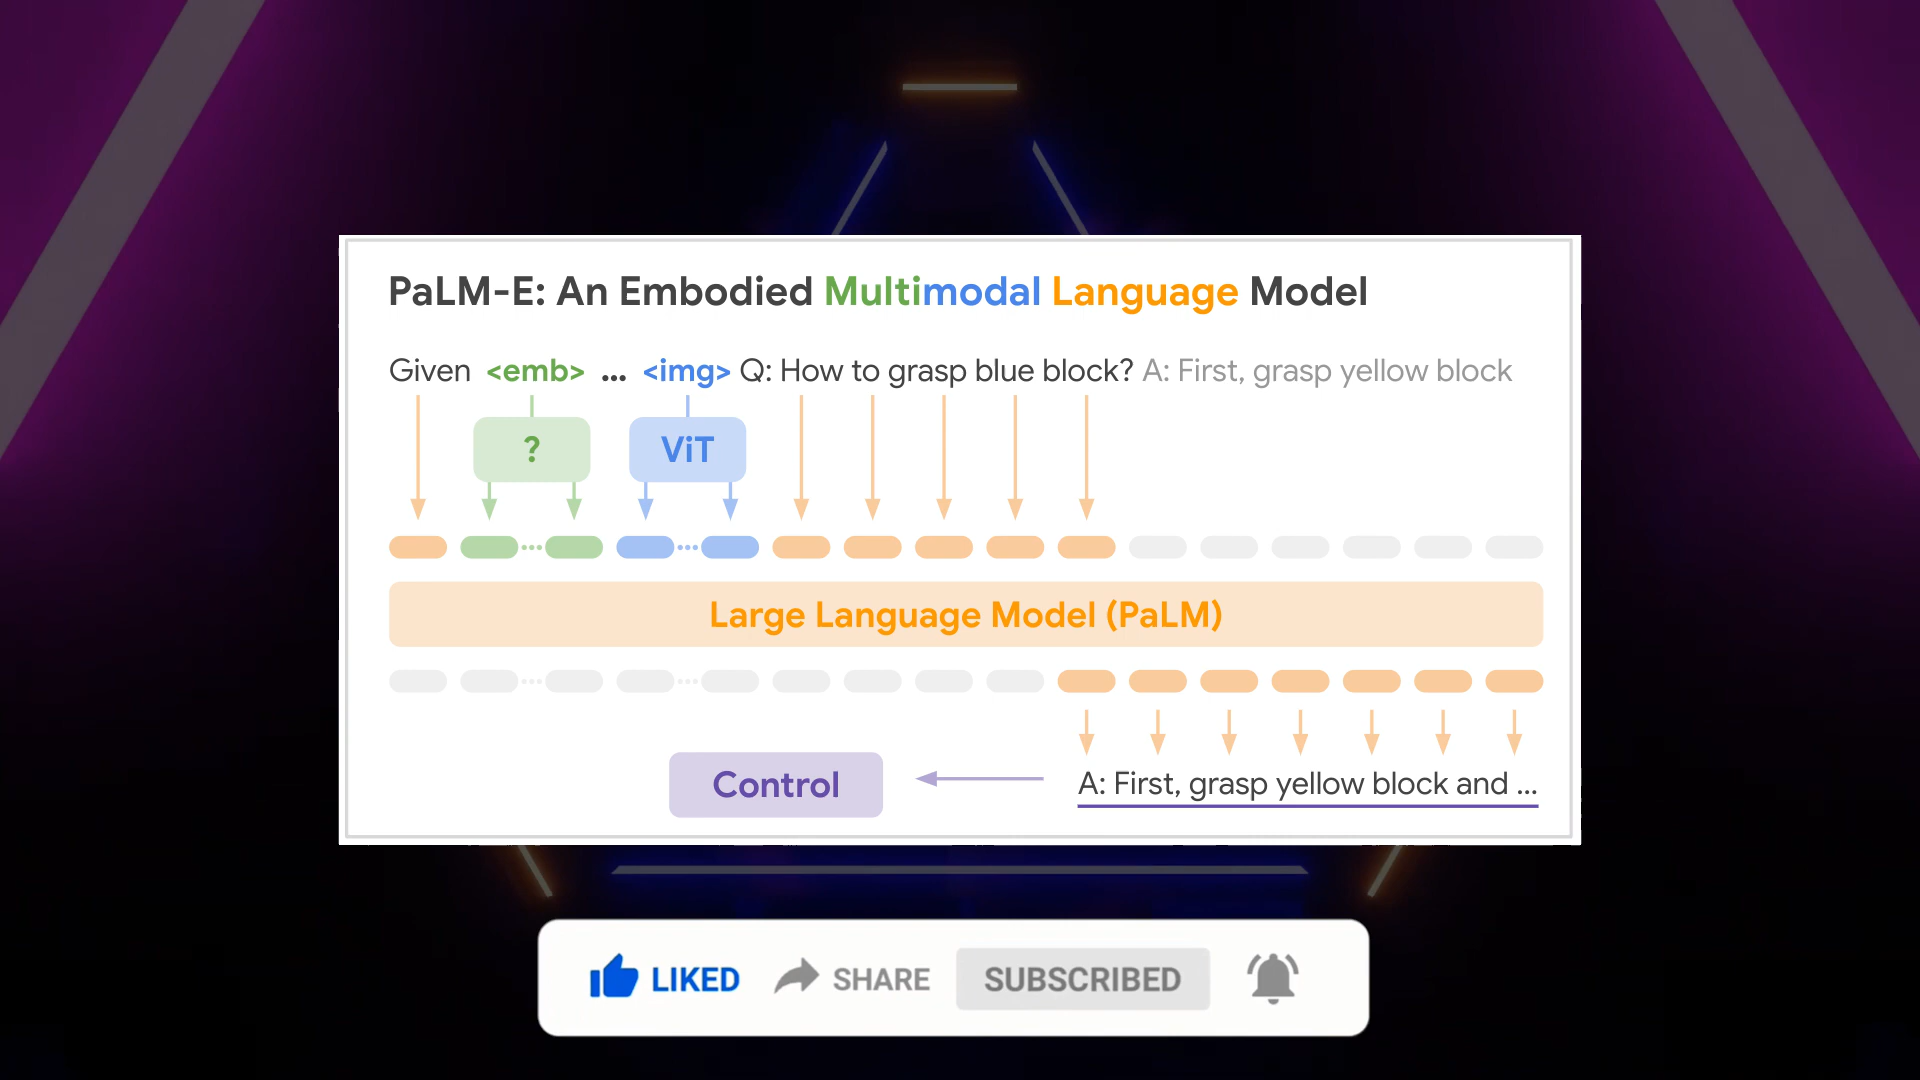 PaLM-E: An Embodied Multimodal Language Model
Given <emb> ... <img> Q: How to grasp blue block? A: First, grasp yellow block
? ViT
Large Language Model (PaLM)
Control A: First, grasp yellow block and ...
LIKED SHARE SUBSCRIBED